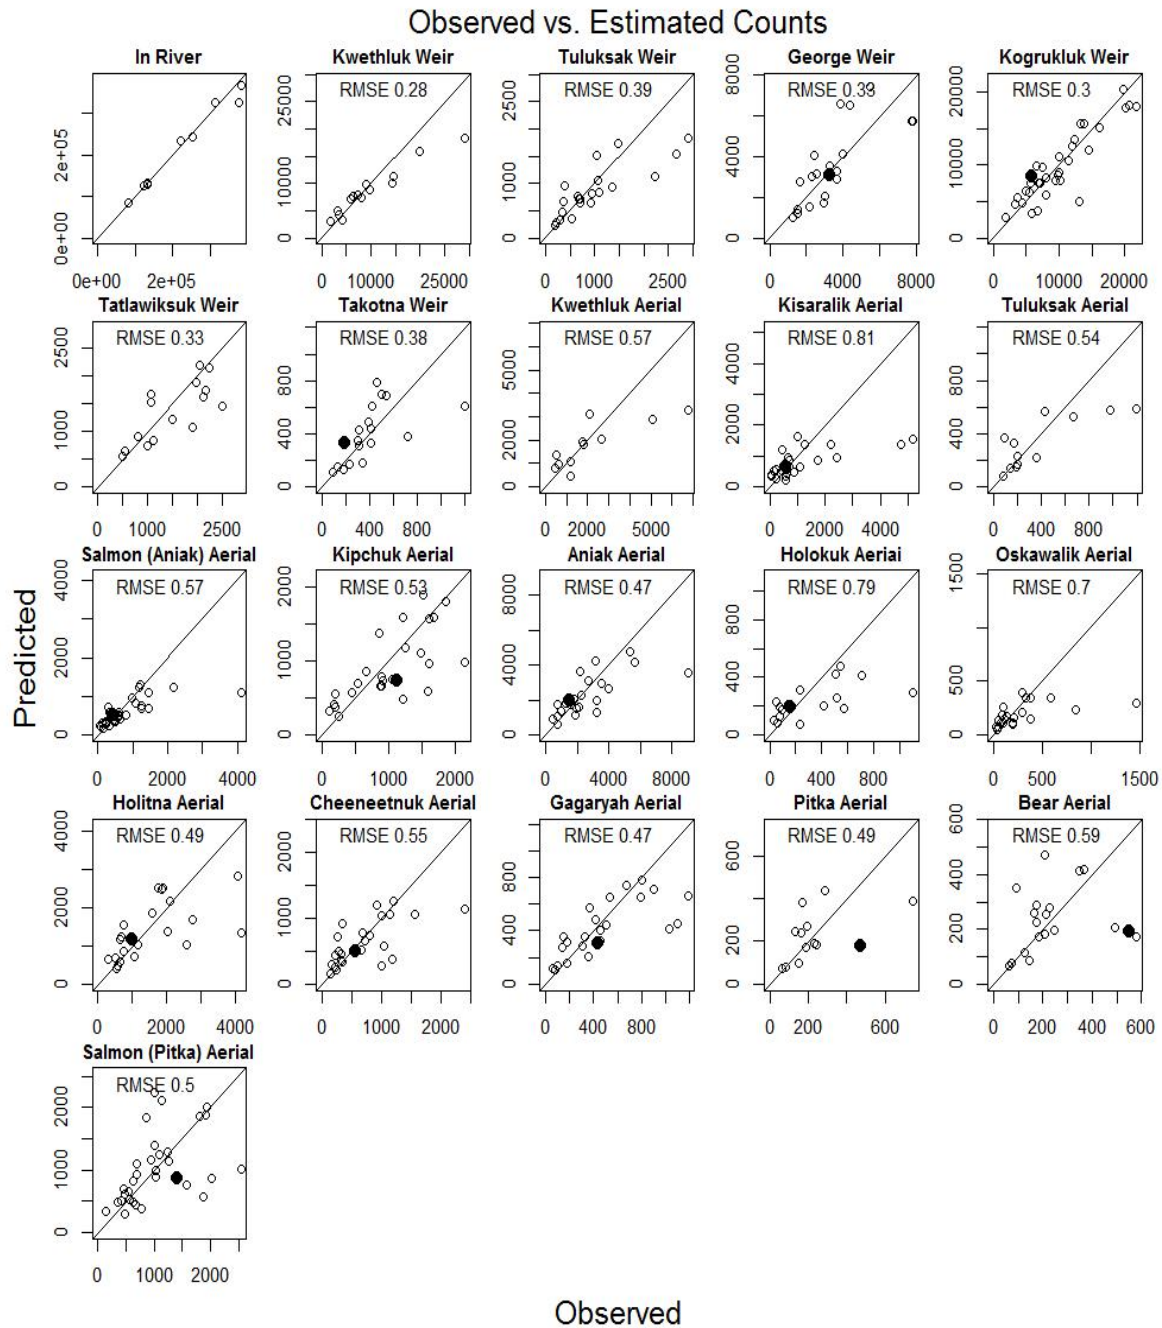 Observed vs. Estimated Counts
In River
0e+00 2e+05
0e+00 2e+05
Kwethluk Weir
RMSE 0.28
0 10000 25000
0 10000 25000
Tuluksak Weir
RMSE 0.39
0 1000 2500
0 1000 2500
George Weir
RMSE 0.33
0 4000 8000
0 4000 8000
Kogrukluk Weir
RMSE 0.3
0 10000 20000
0 10000 20000
Tatlawiksuk Weir
RMSE 0.33
0 1000 2500
0 1000 2500
Takotna Weir
RMSE 0.38
0 400 800
0 400 800
Kwethluk Aerial
RMSE 0.57
0 2000 5000
0 2000 5000
Kisaralik Aerial
RMSE 0.81
0 2000 4000
0 2000 4000
Tuluksak Aerial
RMSE 0.54
0 400 800
0 400 800
Salmon (Aniak) Aerial
RMSE 0.57
0 2000 4000
0 1000 2000 4000
Kipchuk Aerial
RMSE 0.53
0 1000 2000
0 1000 2000
Aniak Aerial
RMSE 0.47
0 4000 8000
0 4000 8000
Holokuk Aeriai
RMSE 0.79
0 400 800
0 400 800
Oskawalik Aerial
RMSE 0.7
0 500 1500
0 500 1500
Holitna Aerial
RMSE 0.49
0 2000 4000
0 1000 2000 4000
Cheeneetnuk Aerial
RMSE 0.55
0 1000 2000
0 1000 2000
Gagaryah Aerial
RMSE 0.47
0 400 800
0 400 800
Pitka Aerial
RMSE 0.49
0 200 600
0 200 400 600
Bear Aerial
RMSE 0.59
0 200 400 600
0 200 400 600
Salmon (Pitka) Aerial
RMSE 0.5
0 1000 2000
0 1000 2000
Predicted
Observed